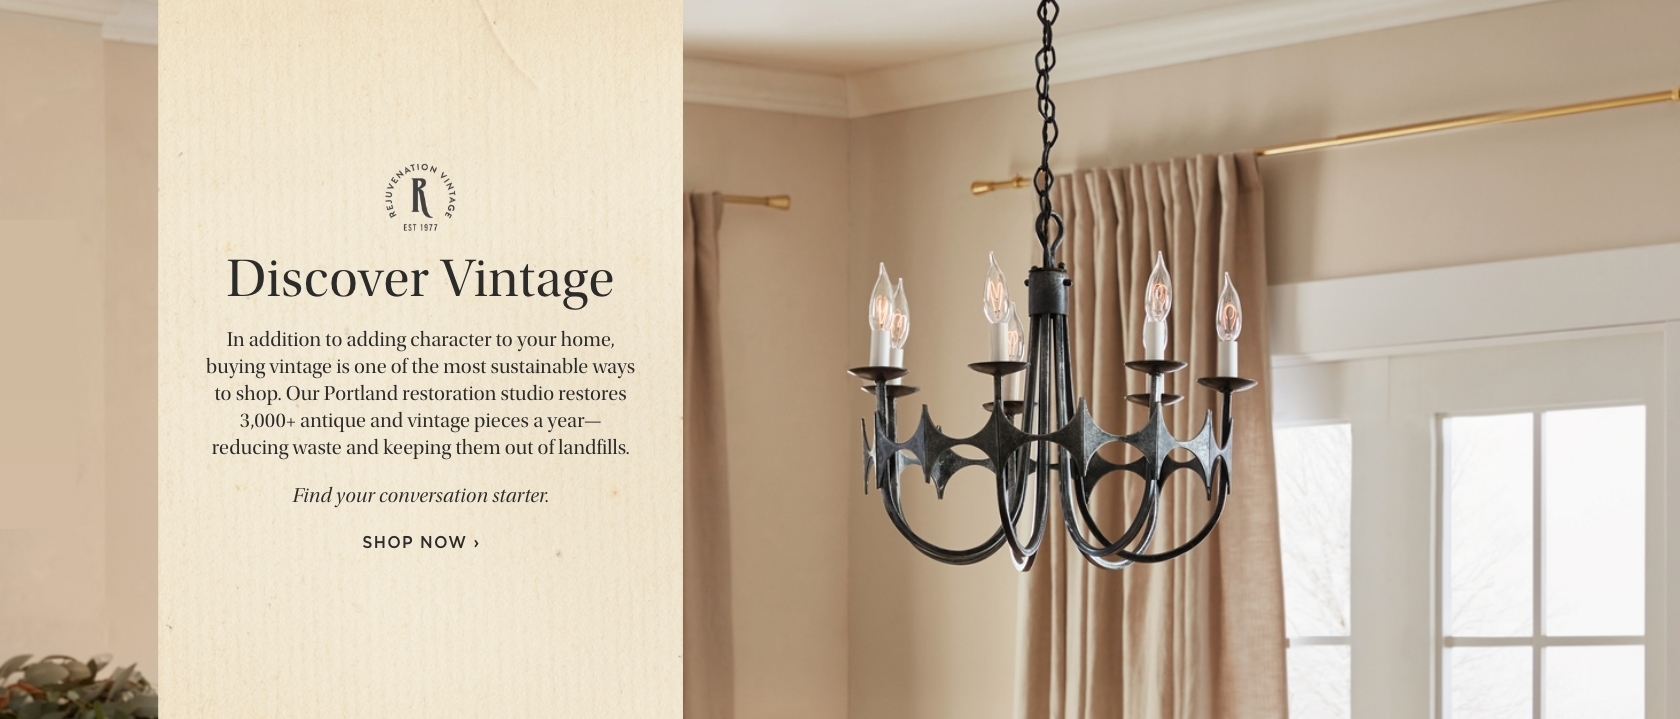 REJUVENATION VINTAGE
R
EST 1977
Discover Vintage
In addition to adding character to your home,
buying vintage is one of the most sustainable ways
to shop. Our Portland restoration studio restores
3,000+ antique and vintage pieces a year—
reducing waste and keeping them out of landfills.
Find your conversation starter.
SHOP NOW ›